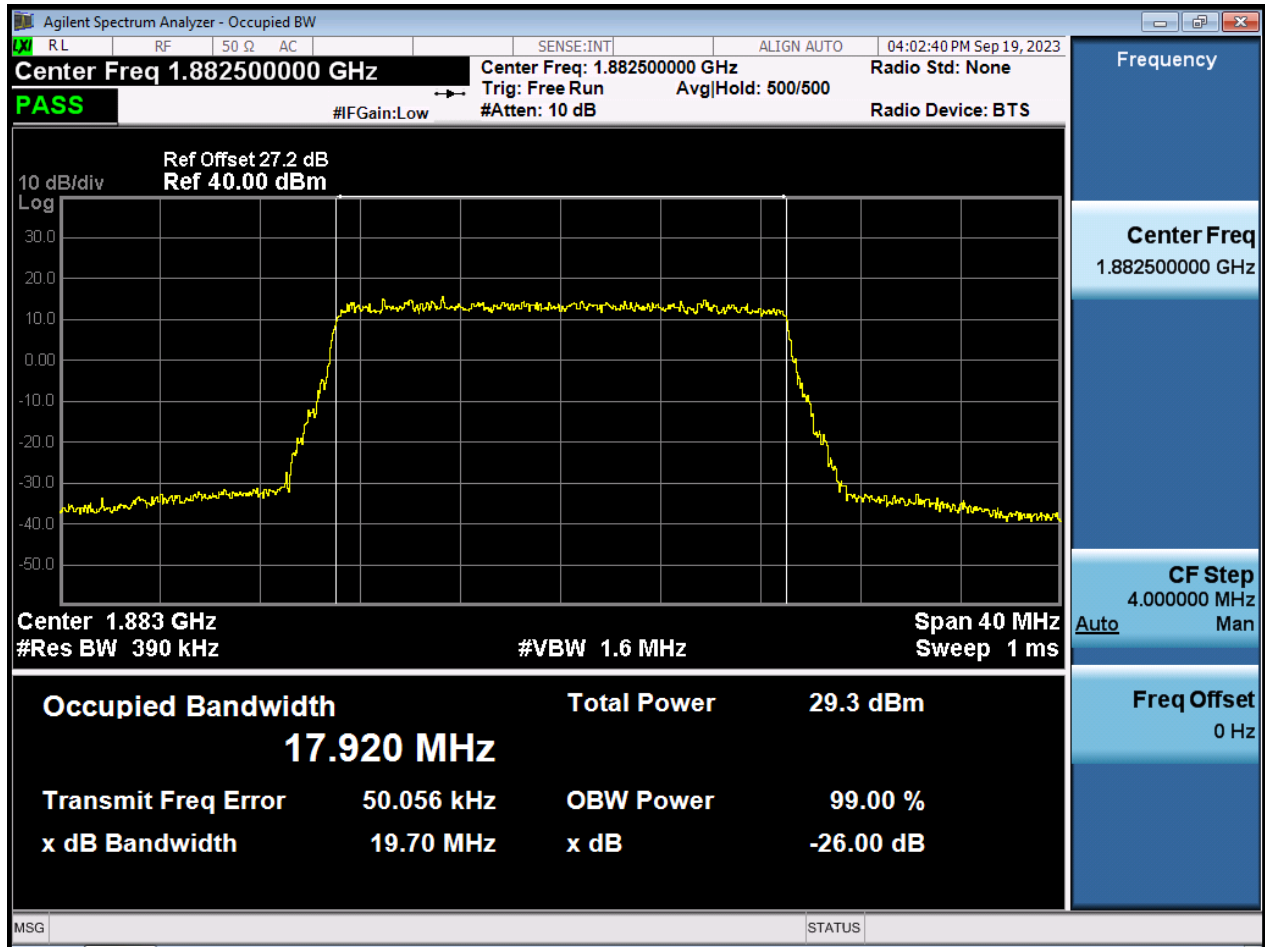 Agilent Spectrum Analyzer - Occupied BW
LXI RL RF 50 Ω AC SENSE:INT ALIGN AUTO 04:02:40 PM Sep 19, 2023
Center Freq 1.882500000 GHz
PASS
#IFGain:Low
Center Freq: 1.882500000 GHz
Trig: Free Run Avg|Hold: 500/500
#Atten: 10 dB
Radio Std: None
Radio Device: BTS
Ref Offset 27.2 dB
10 dB/div Ref 40.00 dBm
Log
30.0
20.0
10.0
0.00
-10.0
-20.0
-30.0
-40.0
-50.0
Center 1.883 GHz Span 40 MHz
#Res BW 390 kHz #VBW 1.6 MHz Sweep 1 ms
Occupied Bandwidth Total Power 29.3 dBm
17.920 MHz
Transmit Freq Error 50.056 kHz OBW Power 99.00 %
x dB Bandwidth 19.70 MHz x dB -26.00 dB
MSG STATUS
Frequency
Center Freq
1.882500000 GHz
CF Step
4.000000 MHz
Auto Man
Freq Offset
0 Hz